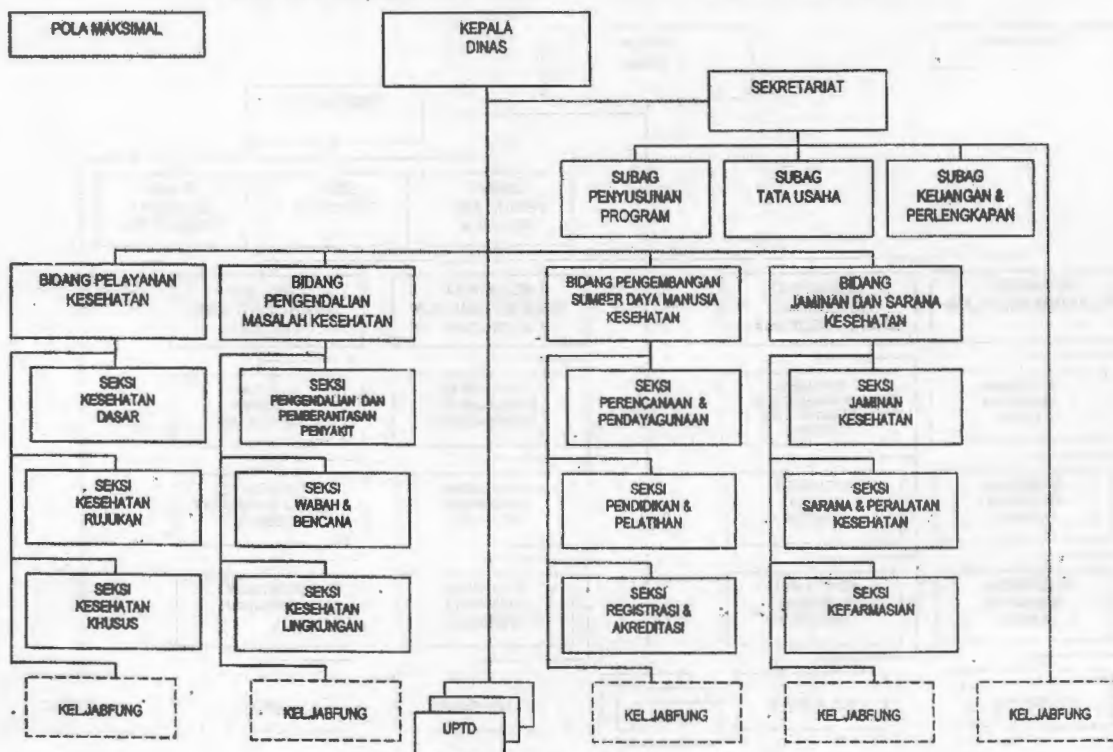 POLA MAKSIMAL
KEPALA
DINAS
SEKRETARIAT
SUBAG
PENYUSUNAN
PROGRAM
SUBAG
TATA USAHA
SUBAG
KEUANGAN &
PERLENGKAPAN
BIDANG PELAYANAN
KESEHATAN
BIDANG
PENGENDALIAN
MASALAH KESEHATAN
BIDANG PENGEMBANGAN
SUMBER DAYA MANUSIA
KESEHATAN
BIDANG
JAMINAN DAN SARANA
KESEHATAN
SEKSI
KESEHATAN
DASAR
SEKSI
PENGENDALIAN DAN
PEMBERANTASAN
PENYAKIT
SEKSI
PERENCANAAN &
PENDAYAGUNAAN
SEKSI
JAMINAN
KESEHATAN
SEKSI
KESEHATAN
RUJUKAN
SEKSI
WABAH &
BENCANA
SEKSI
PENDIDIKAN &
PELATIHAN
SEKSI
SARANA & PERALATAN
KESEHATAN
SEKSI
KESEHATAN
KHUSUS
SEKSI
KESEHATAN
LINGKUNGAN
SEKSI
REGISTRASI &
AKREDITASI
SEKSI
KEFARMASIAN
KELJABFUNG
KELJABFUNG
UPTD
KELJABFUNG
KELJABFUNG
KELJABFUNG